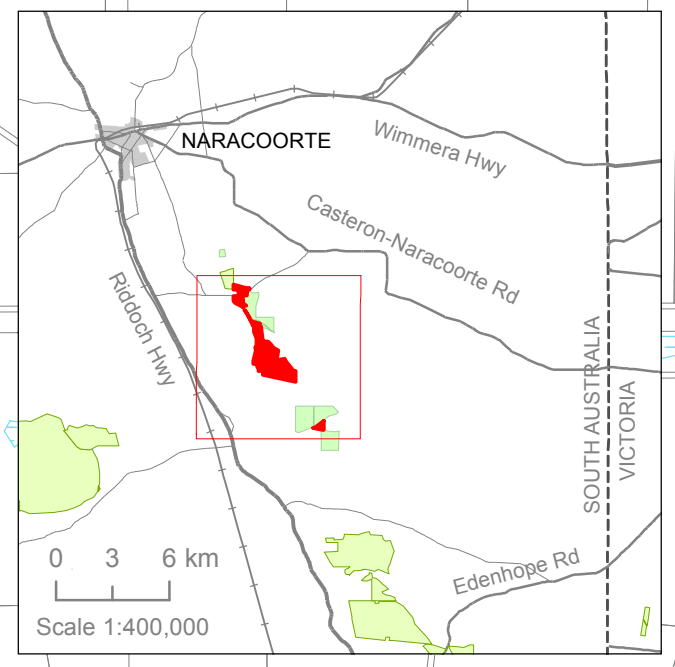 NARACOORTE
Wimmera Hwy
Casteron-Naracoorte Rd
Riddoch Hwy
SOUTH AUSTRALIA
VICTORIA
Edenhope Rd
0 3 6 km
Scale 1:400,000